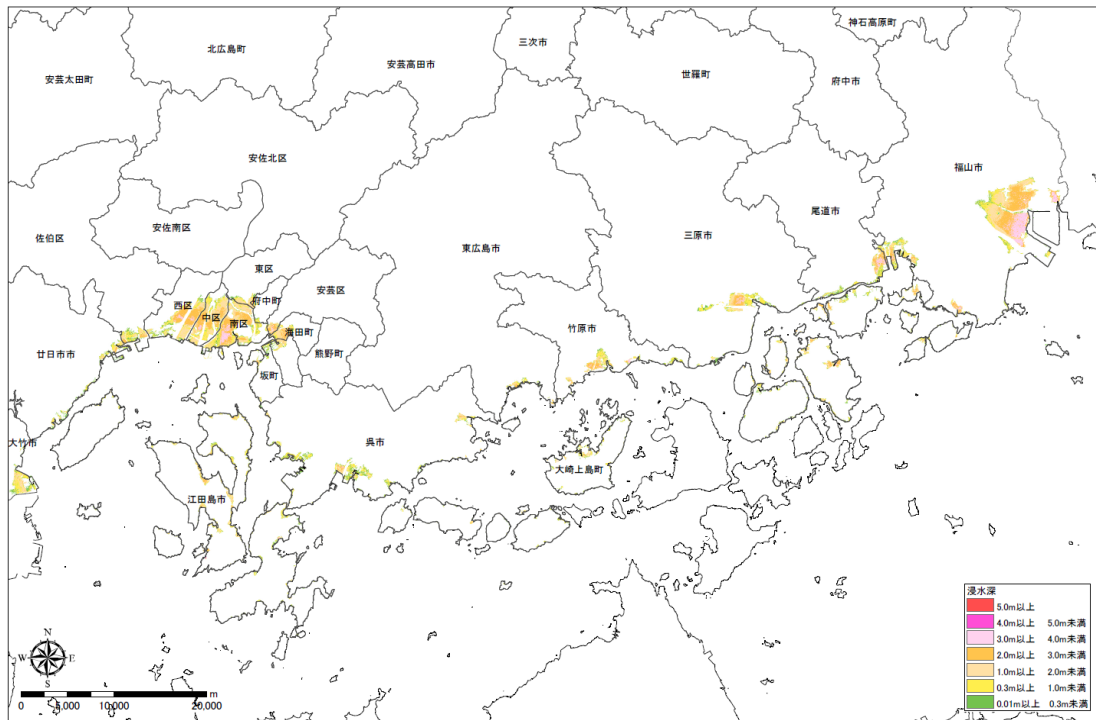 神石高原町
三次市
北広島町
安芸高田市
安芸太田町
世羅町
府中市
安佐北区
福山市
尾道市
安佐南区
三原市
佐伯区
東広島市
東区
安芸区
府中町
西区
中区
南区
海田町
竹原市
熊野町
廿日市市
坂町
大竹市
呉市
大崎上島町
江田島市
N
W
E
S
0 5,000 10,000 20,000 m
浸水深
5.0m以上
4.0m以上 5.0m未満
3.0m以上 4.0m未満
2.0m以上 3.0m未満
1.0m以上 2.0m未満
0.3m以上 1.0m未満
0.01m以上 0.3m未満